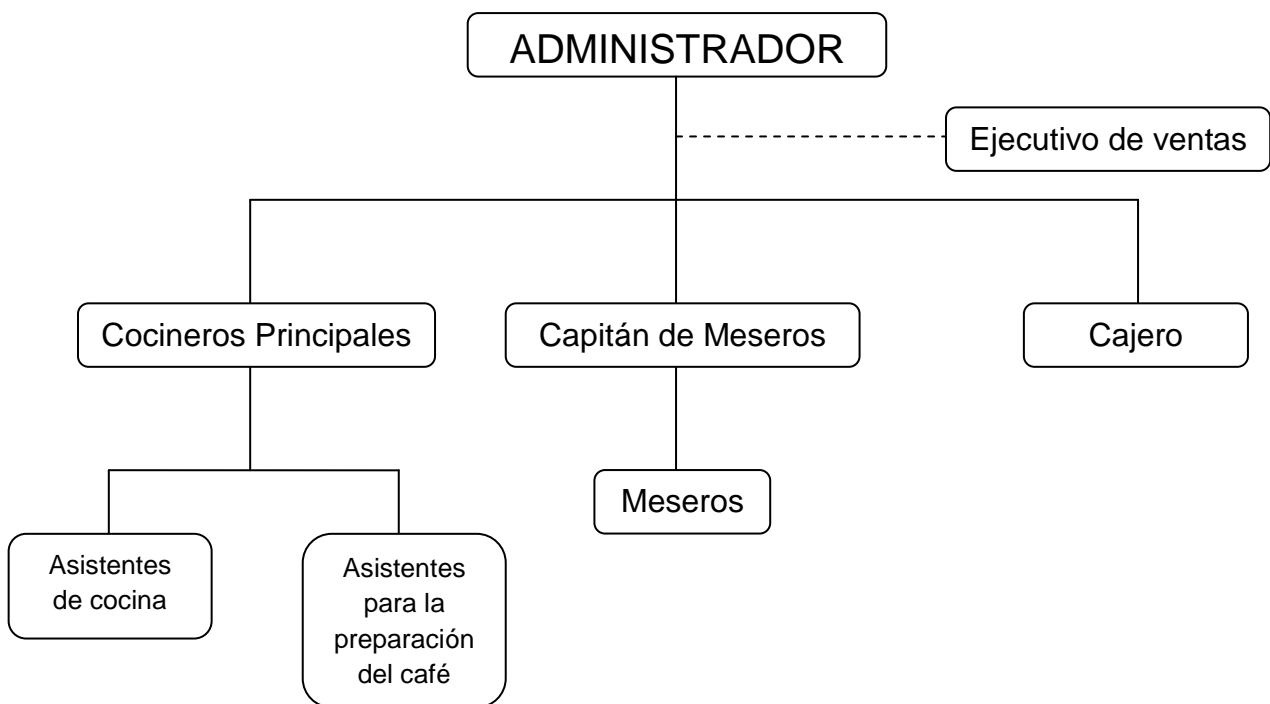 ADMINISTRADOR
Ejecutivo de ventas
Cocineros Principales
Capitán de Meseros
Cajero
Meseros
Asistentes
de cocina
Asistentes
para la
preparación
del café